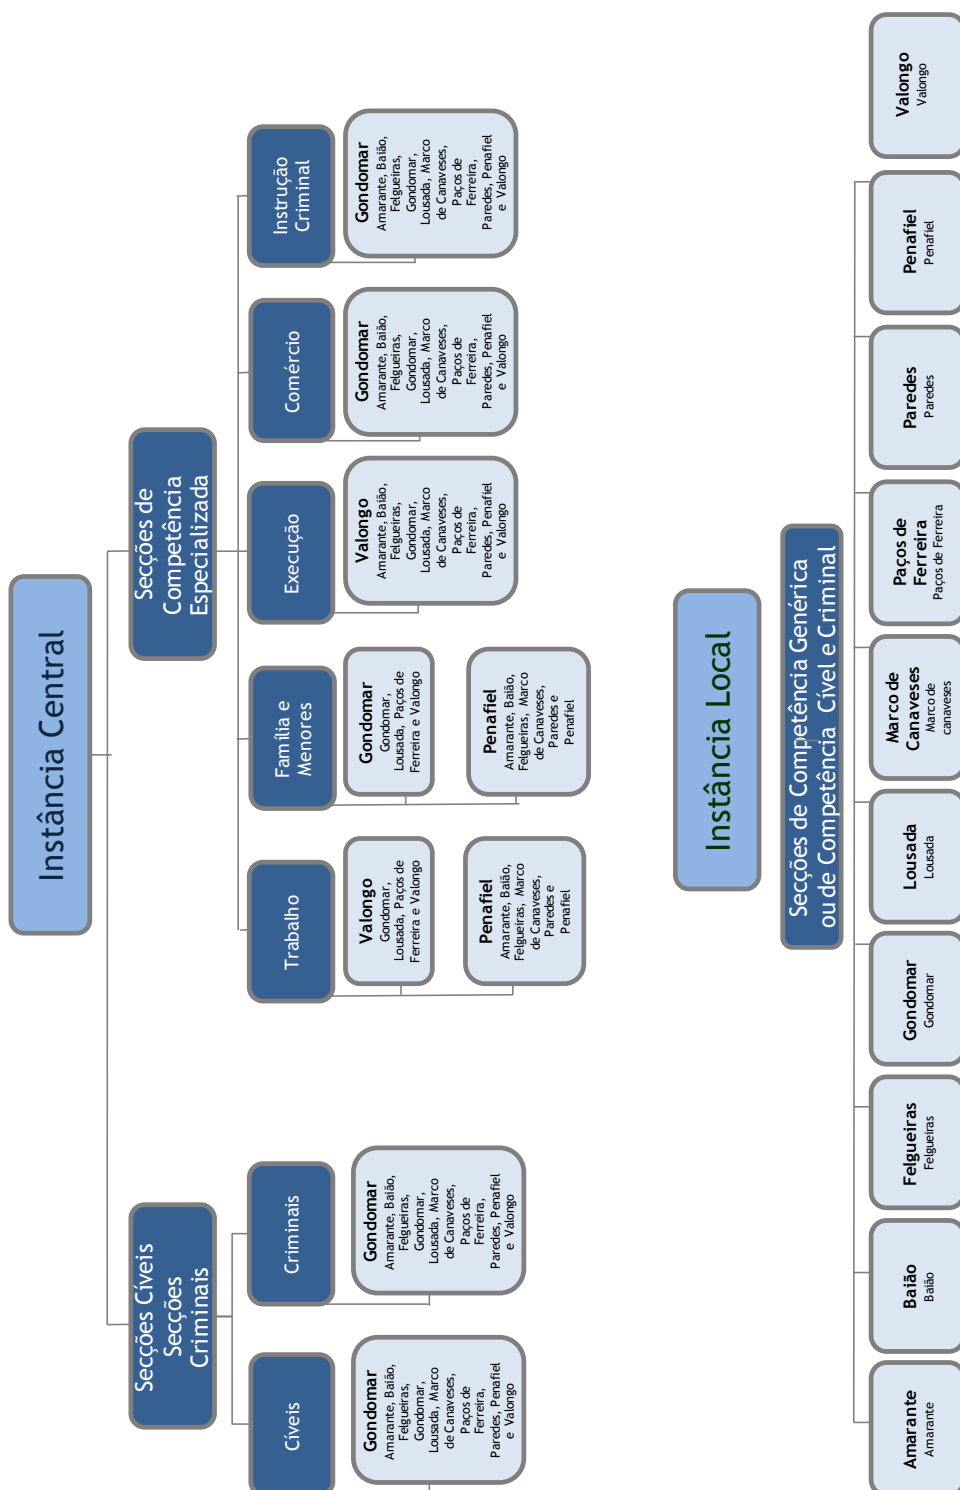 Instância Central
Secções Cíveis
Secções
Criminais
Secções de
Competência
Especializada
Cíveis
Criminais
Trabalho
Família e
Menores
Execução
Comércio
Instrução
Criminal
Gondomar
Amarante, Baião,
Felgueiras,
Gondomar,
Lousada, Marco
de Canaveses,
Paços de
Ferreira,
Paredes, Penafiel
e Valongo
Gondomar
Amarante, Baião,
Felgueiras,
Gondomar,
Lousada, Marco
de Canaveses,
Paços de
Ferreira,
Paredes, Penafiel
e Valongo
Valongo
Gondomar,
Lousada, Paços de
Ferreira e Valongo
Penafiel
Amarante, Baião,
Felgueiras, Marco
de Canaveses,
Paredes e
Penafiel
Gondomar
Gondomar,
Lousada, Paços de
Ferreira e Valongo
Penafiel
Amarante, Baião,
Felgueiras, Marco
de Canaveses,
Paredes e
Penafiel
Valongo
Amarante, Baião,
Felgueiras,
Gondomar,
Lousada, Marco
de Canaveses,
Paços de
Ferreira,
Paredes, Penafiel
e Valongo
Gondomar
Amarante, Baião,
Felgueiras,
Gondomar,
Lousada, Marco
de Canaveses,
Paços de
Ferreira,
Paredes, Penafiel
e Valongo
Gondomar
Amarante, Baião,
Felgueiras,
Gondomar,
Lousada, Marco
de Canaveses,
Paços de
Ferreira,
Paredes, Penafiel
e Valongo
Instância Local
Secções de Competência Genérica
ou de Competência Cível e Criminal
Amarante
Amarante
Baião
Baião
Felgueiras
Felgueiras
Gondomar
Gondomar
Lousada
Lousada
Marco de
Canaveses
Marco de
canaveses
Paços de
Ferreira
Paços de Ferreira
Paredes
Paredes
Penafiel
Penafiel
Valongo
Valongo